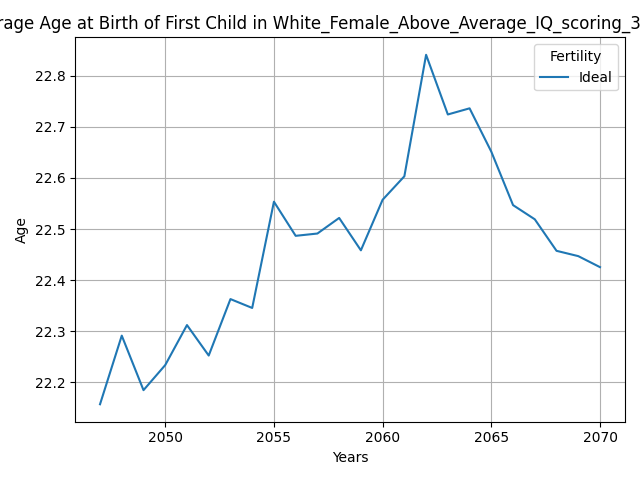 Age at Birth of First Child in White_Female_Above_Average_IQ_scoring_3
Fertility
Ideal
22.8
22.7
22.6
22.5
22.4
22.3
22.2
Age
2050 2055 2060 2065 2070
Years